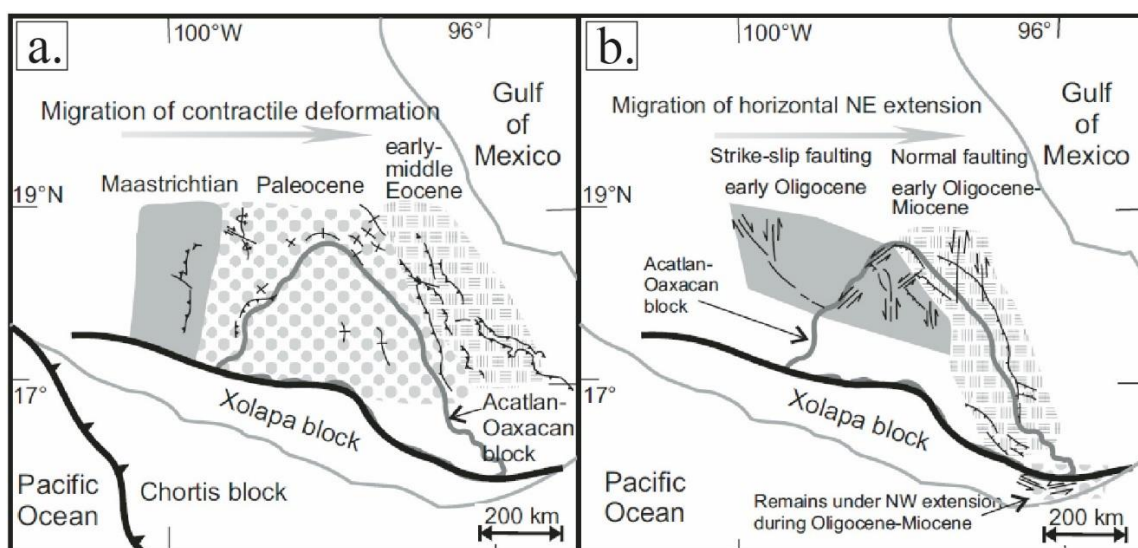 a.
100°W
96°
Gulf
of
Mexico
Migration of contractile deformation
early-
middle
Eocene
Maastrichtian
Paleocene
19°N
17°
Xolapa block
Acatlan-
Oaxacan
block
Pacific
Ocean
Chortis block
200 km
b.
100°W
96°
Gulf
of
Mexico
Migration of horizontal NE extension
Strike-slip faulting
early Oligocene
Normal faulting
early Oligocene-
Miocene
19°N
Acatlan-
Oaxacan
block
17°
Xolapa block
Pacific
Ocean
Remains under NW extension
during Oligocene-Miocene
200 km